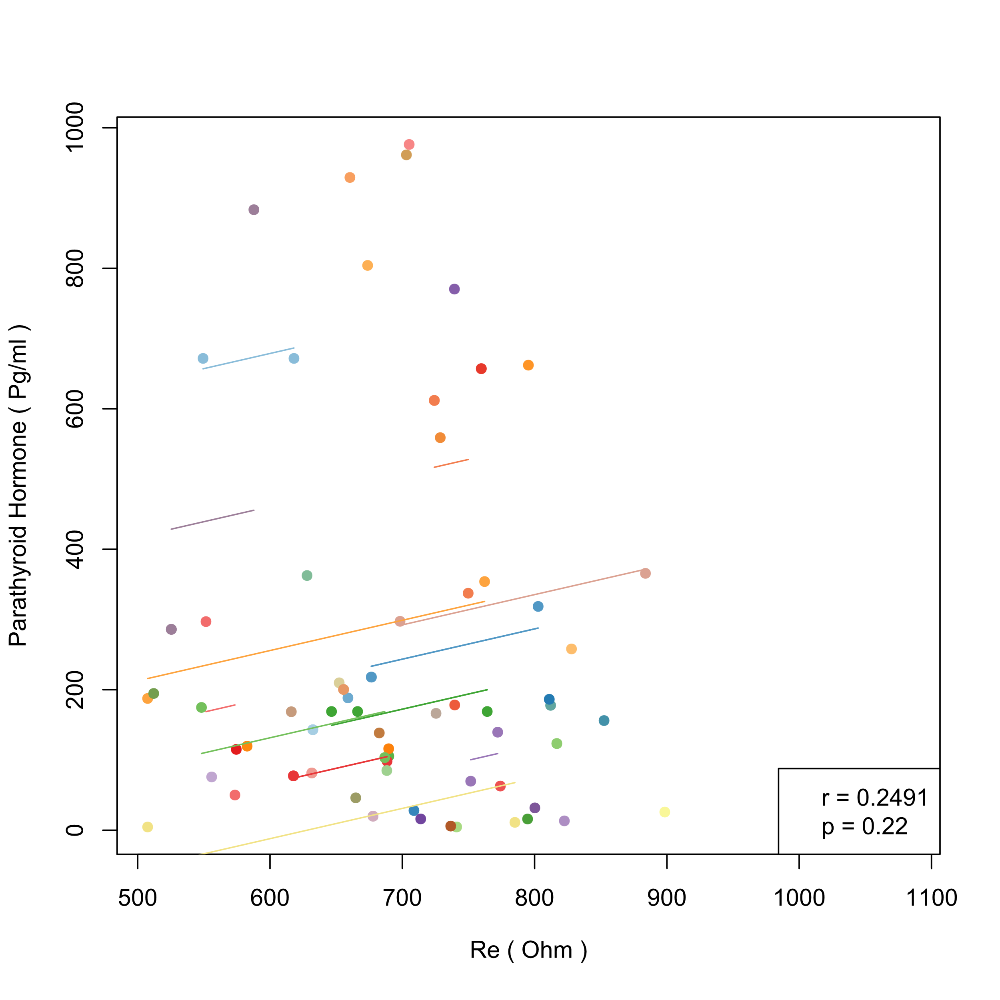 Parathyroid Hormone ( Pg/ml )
1000
800
600
400
200
0
r = 0.2491
p = 0.22
500 600 700 800 900 1000 1100
Re ( Ohm )